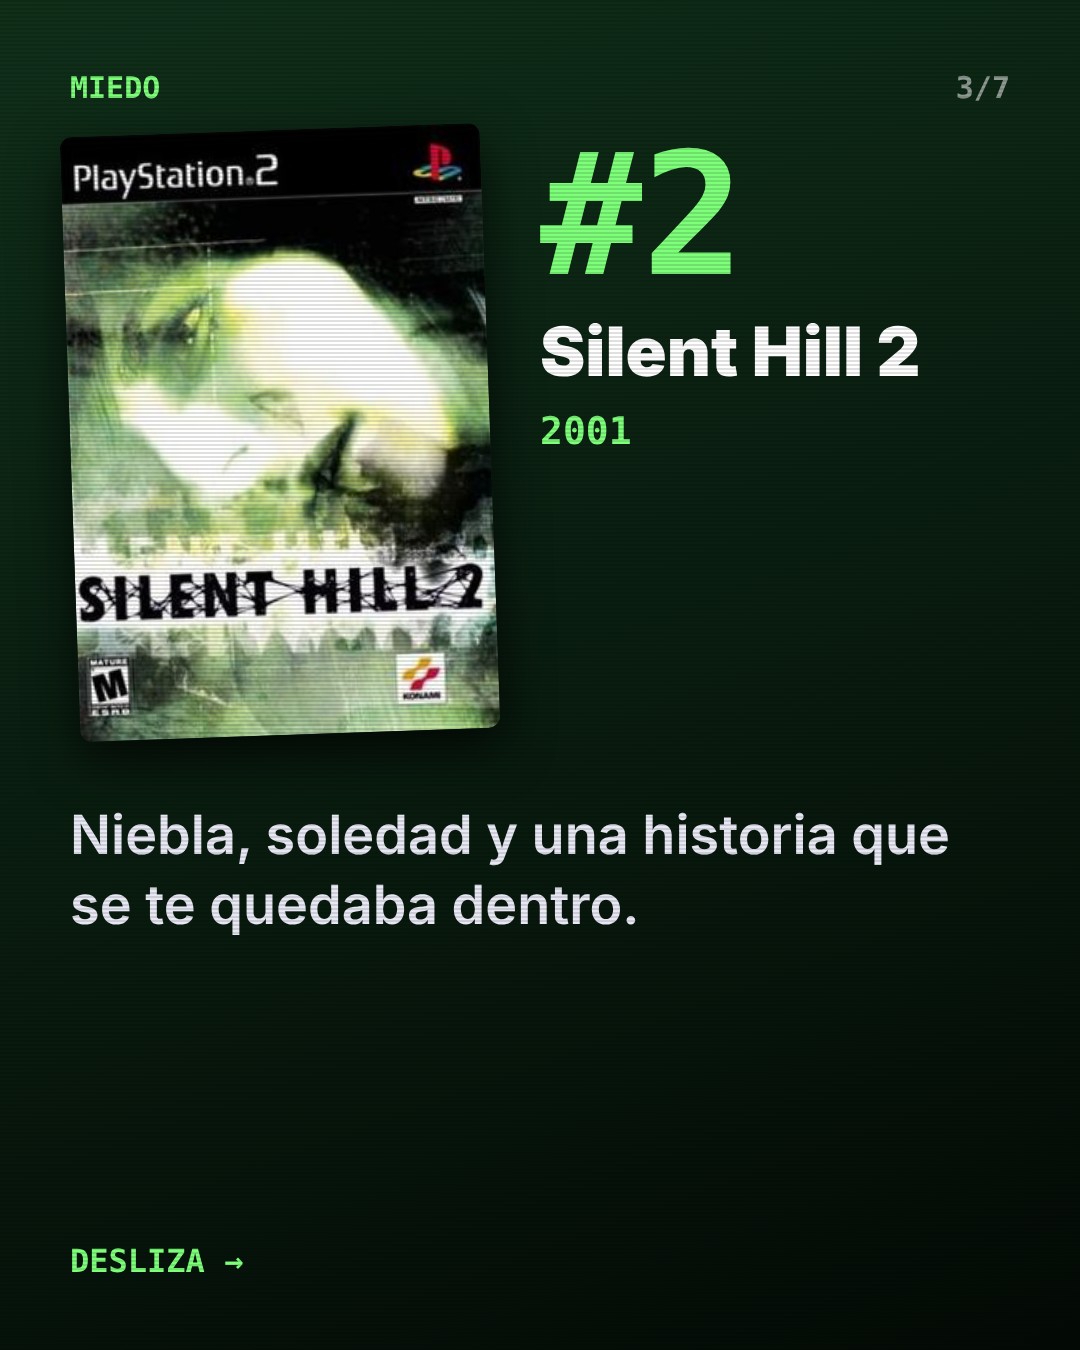 MIEDO
3/7
PlayStation®2
#2
Silent Hill 2
2001
SILENT HILL 2
MATURE
M
ESRB
KONAMI
Niebla, soledad y una historia que
se te quedaba dentro.
DESLIZA →